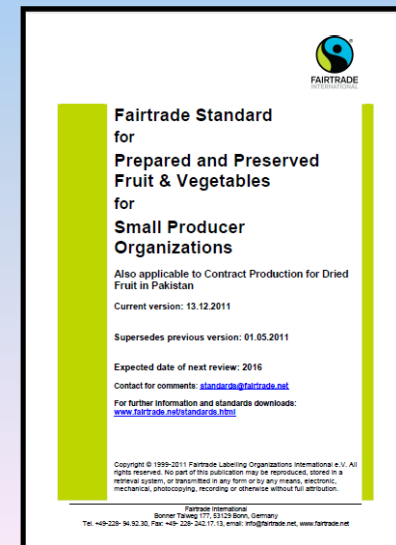 FAIRTRADE
INTERNATIONAL
Fairtrade Standard
for
Prepared and Preserved
Fruit & Vegetables
for
Small Producer
Organizations
Also applicable to Contract Production for Dried
Fruit in Pakistan
Current version: 13.12.2011
Supersedes previous version: 01.05.2011
Expected date of next review: 2016
Contact for comments: standards@fairtrade.net
For further information and standards downloads:
www.fairtrade.net/standards.html
Copyright © 1999-2011 Fairtrade Labelling Organizations International e.V. All
rights reserved. No part of this publication may be reproduced, stored in a
retrieval system, or transmitted in any form or by any means, electronic,
mechanical, photocopying, recording or otherwise without full attribution.
Fairtrade International
Bonner Talweg 177, 53129 Bonn, Germany
Tel. +49-228- 94.92.30, Fax: +49- 228- 242.17.13, email: info@fairtrade.net, www.fairtrade.net